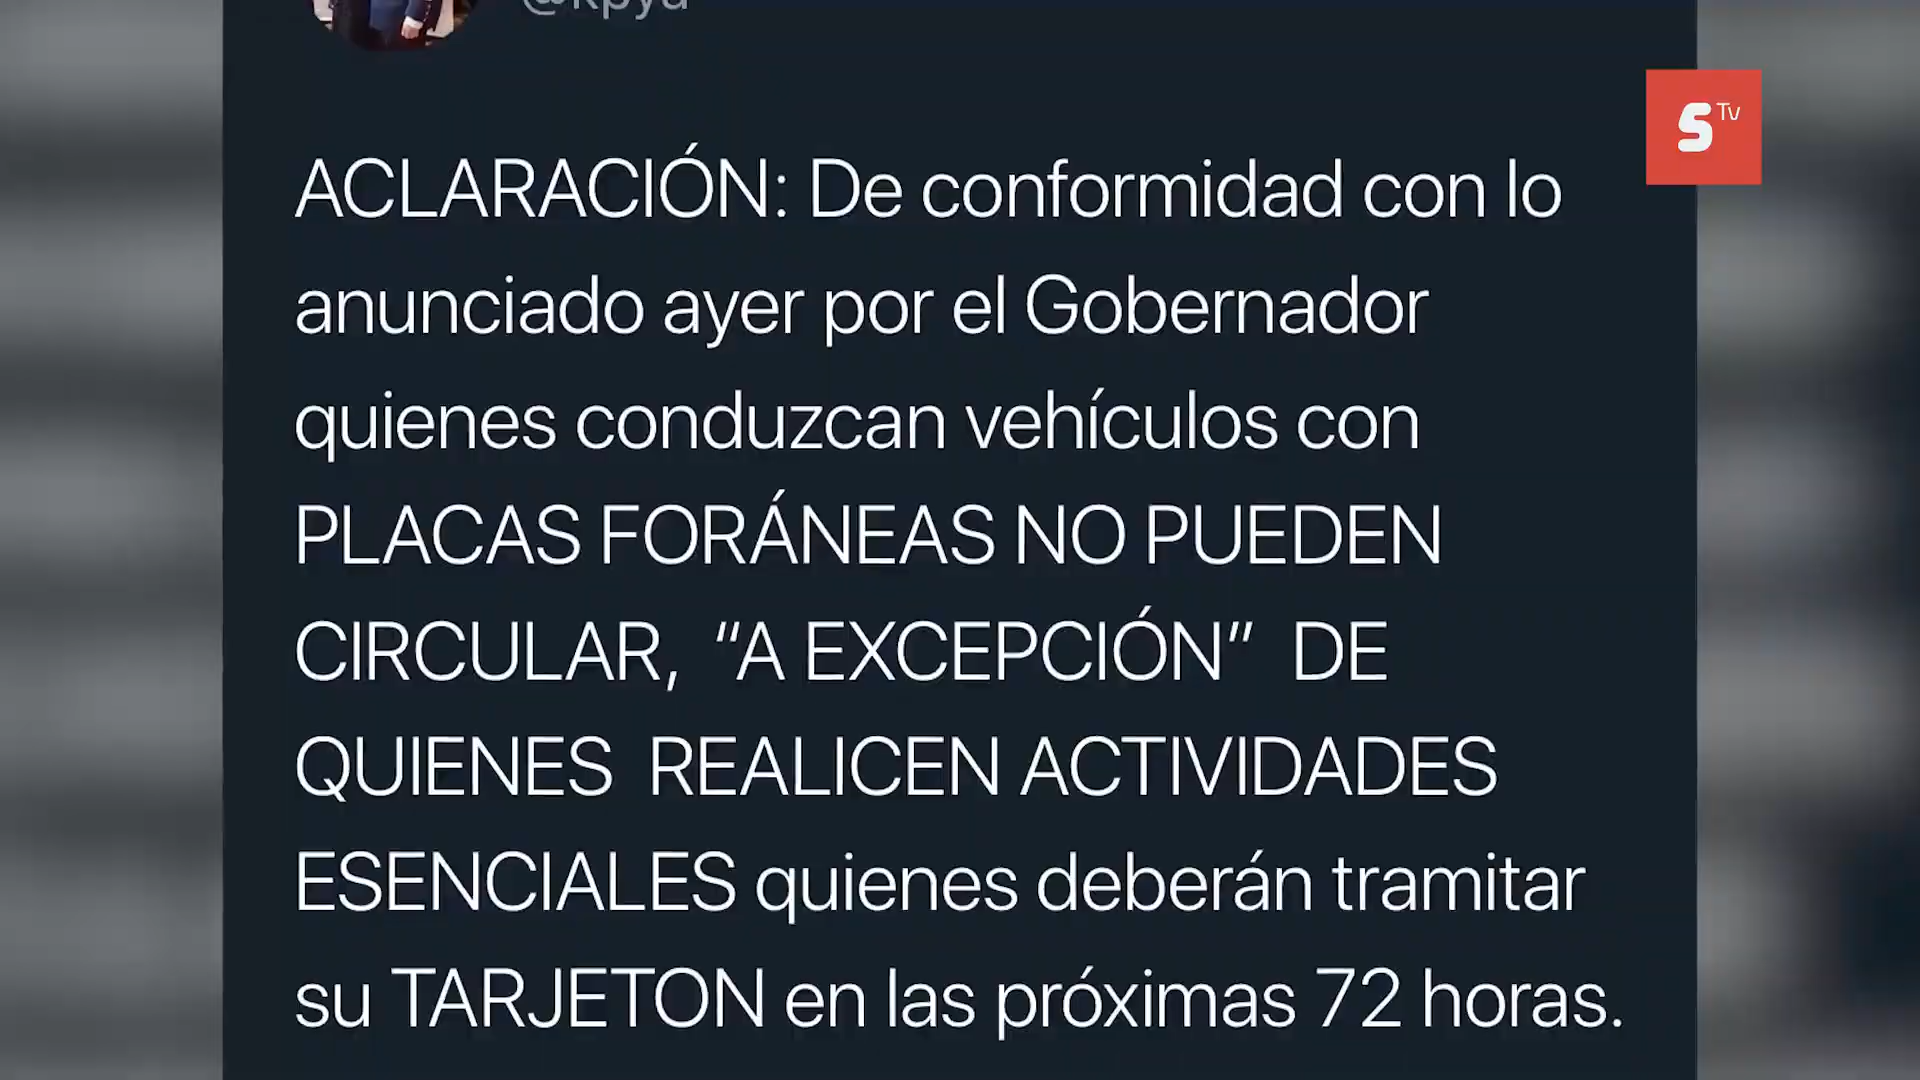 STv
ACLARACIÓN: De conformidad con lo
anunciado ayer por el Gobernador
quienes conduzcan vehículos con
PLACAS FORÁNEAS NO PUEDEN
CIRCULAR, “A EXCEPCIÓN” DE
QUIENES REALICEN ACTIVIDADES
ESENCIALES quienes deberán tramitar
su TARJETON en las próximas 72 horas.